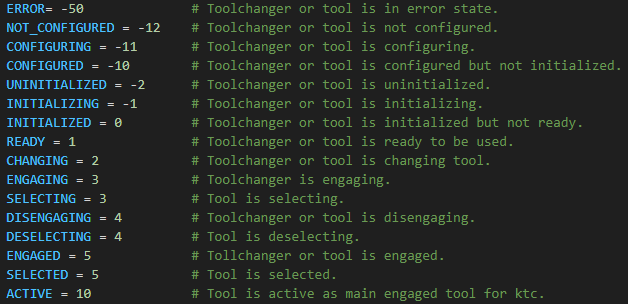 ERROR= -50 # Toolchanger or tool is in error state.
NOT_CONFIGURED = -12 # Toolchanger or tool is not configured.
CONFIGURING = -11 # Toolchanger or tool is configuring.
CONFIGURED = -10 # Toolchanger or tool is configured but not initialized.
UNINITIALIZED = -2 # Toolchanger or tool is uninitialized.
INITIALIZING = -1 # Toolchanger or tool is initializing.
INITIALIZED = 0 # Toolchanger or tool is initialized but not ready.
READY = 1 # Toolchanger or tool is ready to be used.
CHANGING = 2 # Toolchanger or tool is changing tool.
ENGAGING = 3 # Toolchanger is engaging.
SELECTING = 3 # Tool is selecting.
DISENGAGING = 4 # Toolchanger or tool is disengaging.
DESELECTING = 4 # Tool is deselecting.
ENGAGED = 5 # Tollchanger or tool is engaged.
SELECTED = 5 # Tool is selected.
ACTIVE = 10 # Tool is active as main engaged tool for ktc.